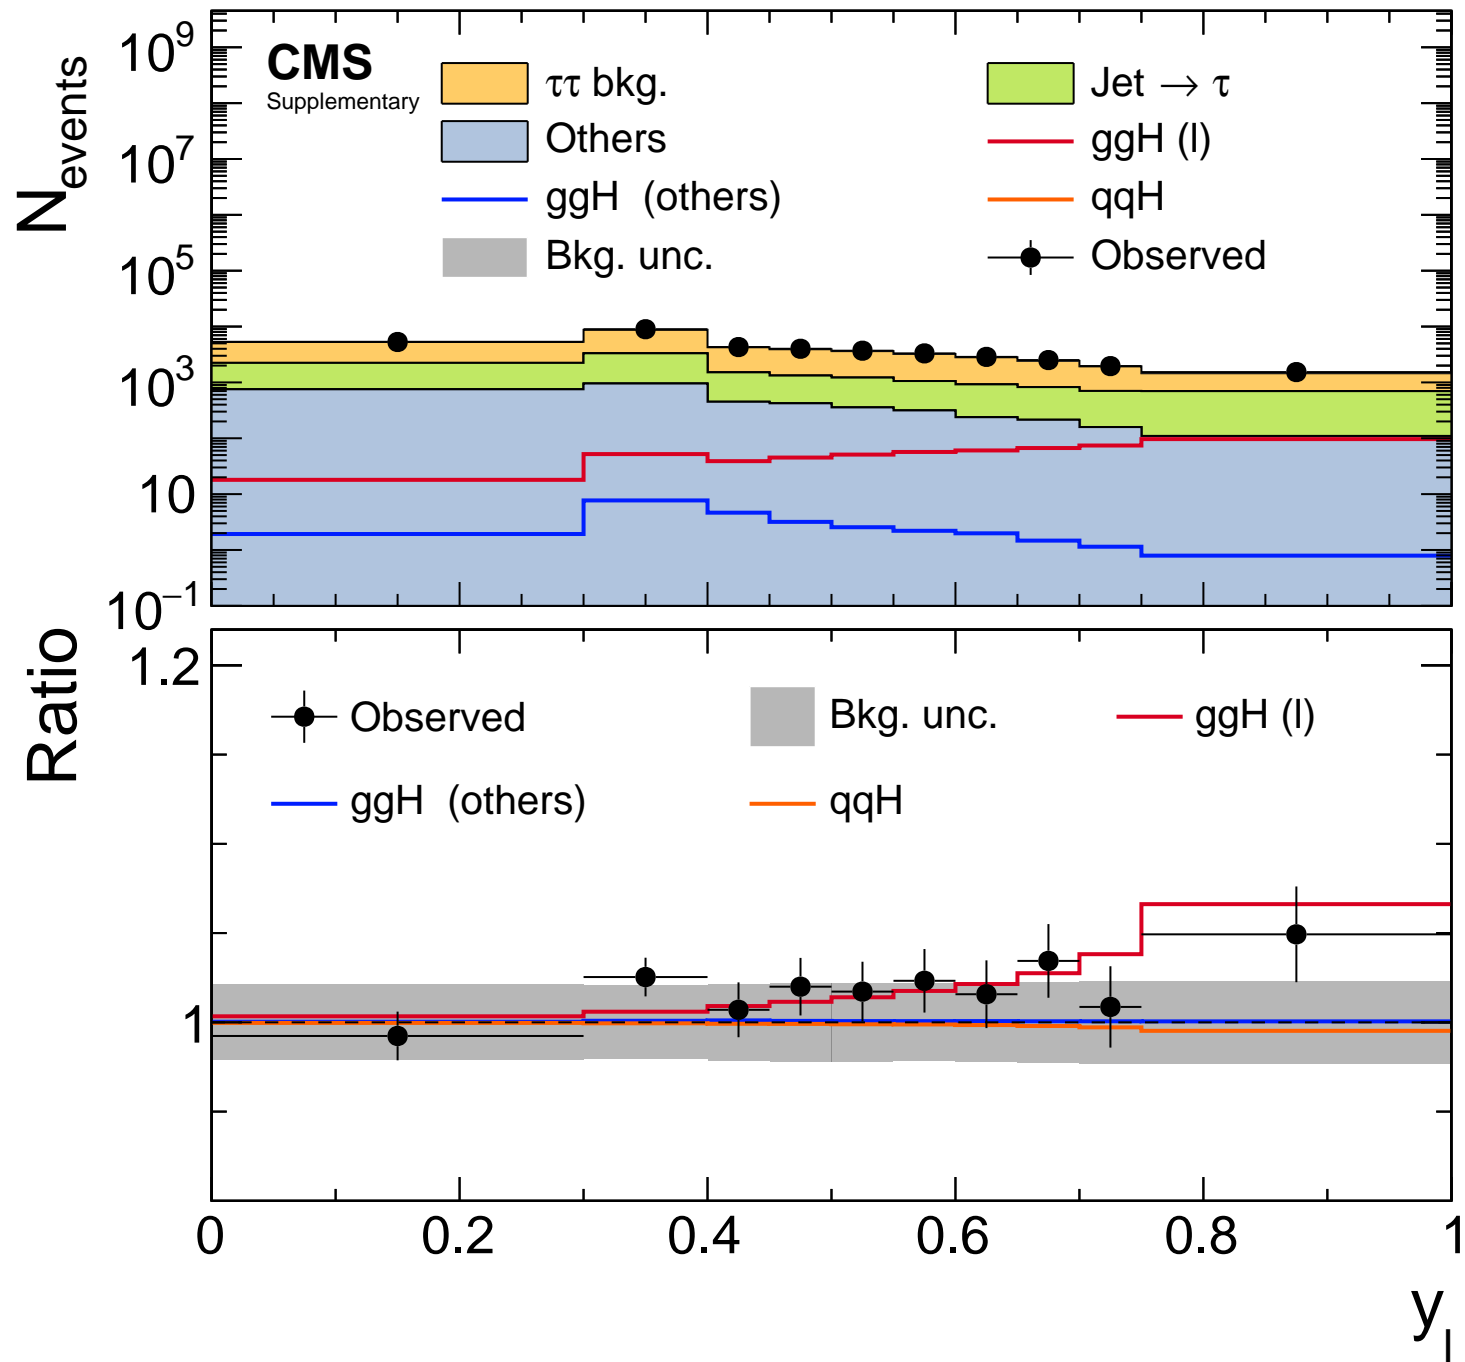 N_events
10^9
10^7
10^5
10^3
10
10^−1
CMS
Supplementary
ττ bkg.
Jet → τ
Others
ggH (l)
ggH (others)
qqH
Bkg. unc.
Observed
Ratio
1.2
1
Observed
Bkg. unc.
ggH (l)
ggH (others)
qqH
0 0.2 0.4 0.6 0.8 1
y_l